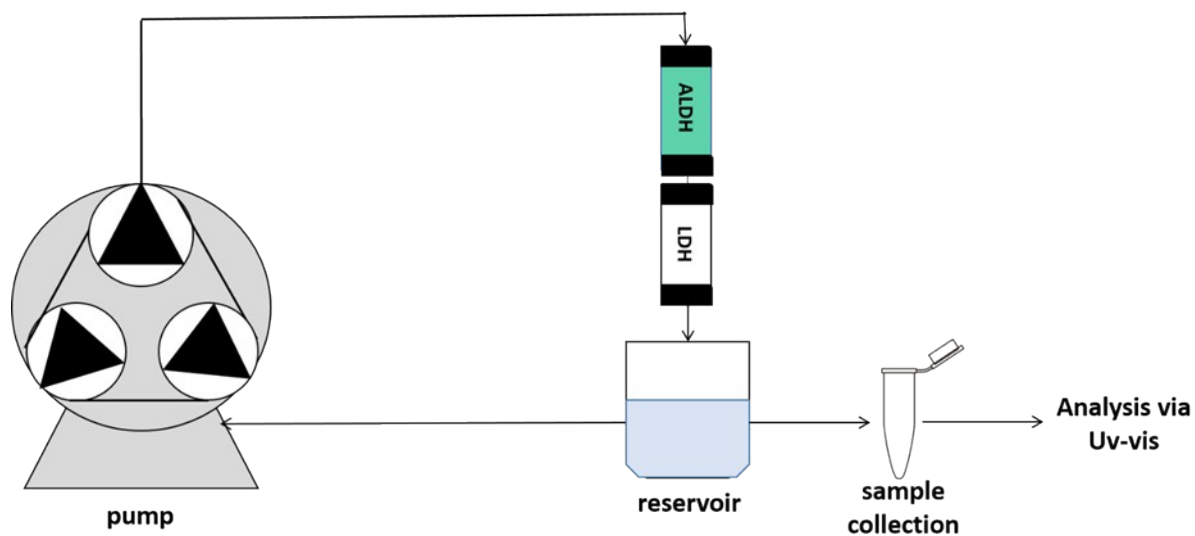 ALDH
LDH
Analysis via
Uv-vis
reservoir
sample
collection
pump